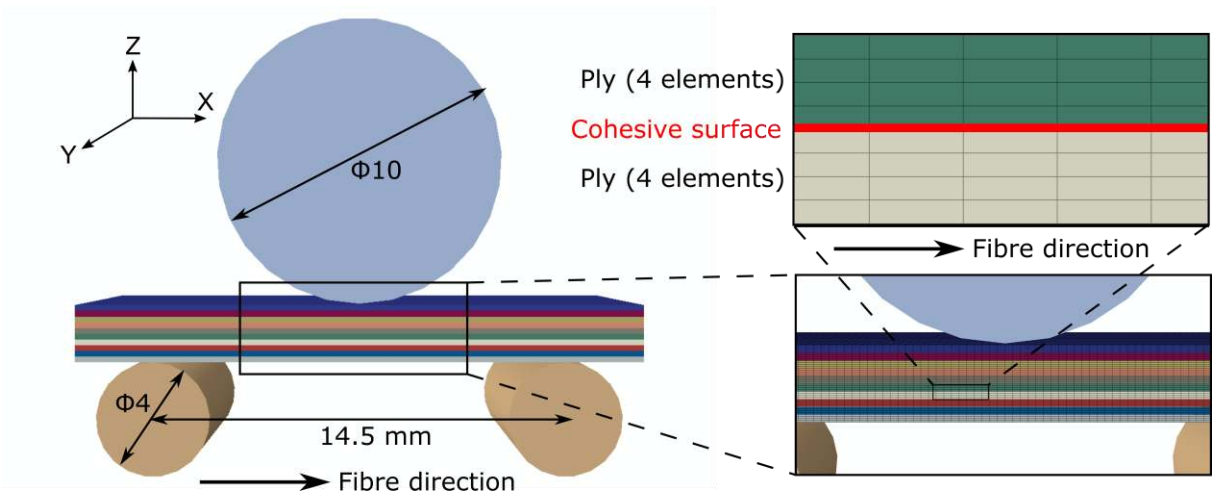 Z
X
Y
Φ10
Φ4
14.5 mm
Fibre direction
Ply (4 elements)
Cohesive surface
Ply (4 elements)
Fibre direction